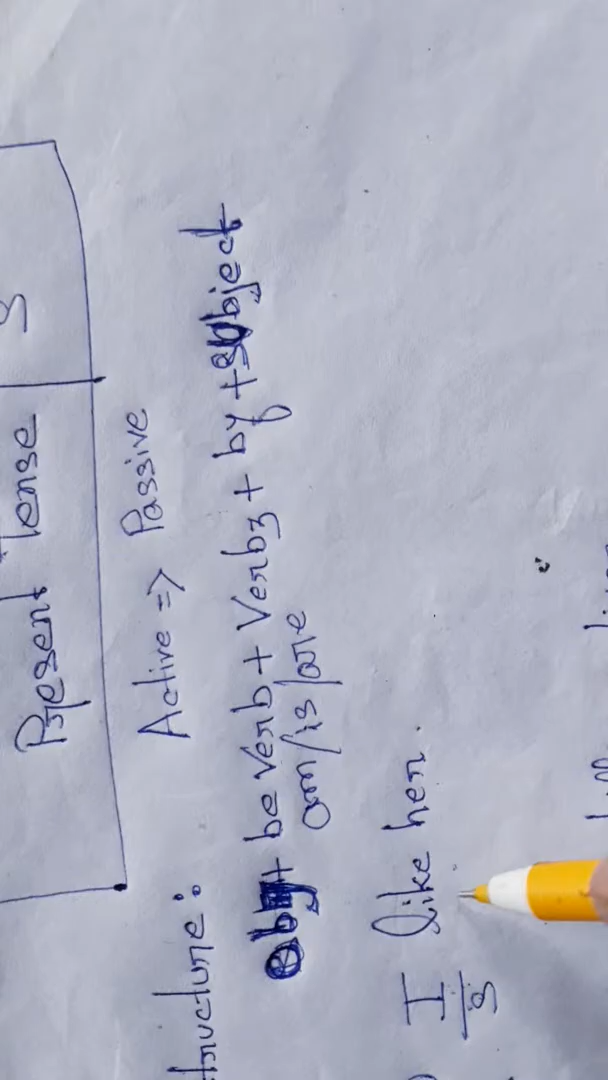 Present Tense
Active => Passive
structure:
obj + be verb + Verb3 + by + subject
am/is/are
I like her.
S